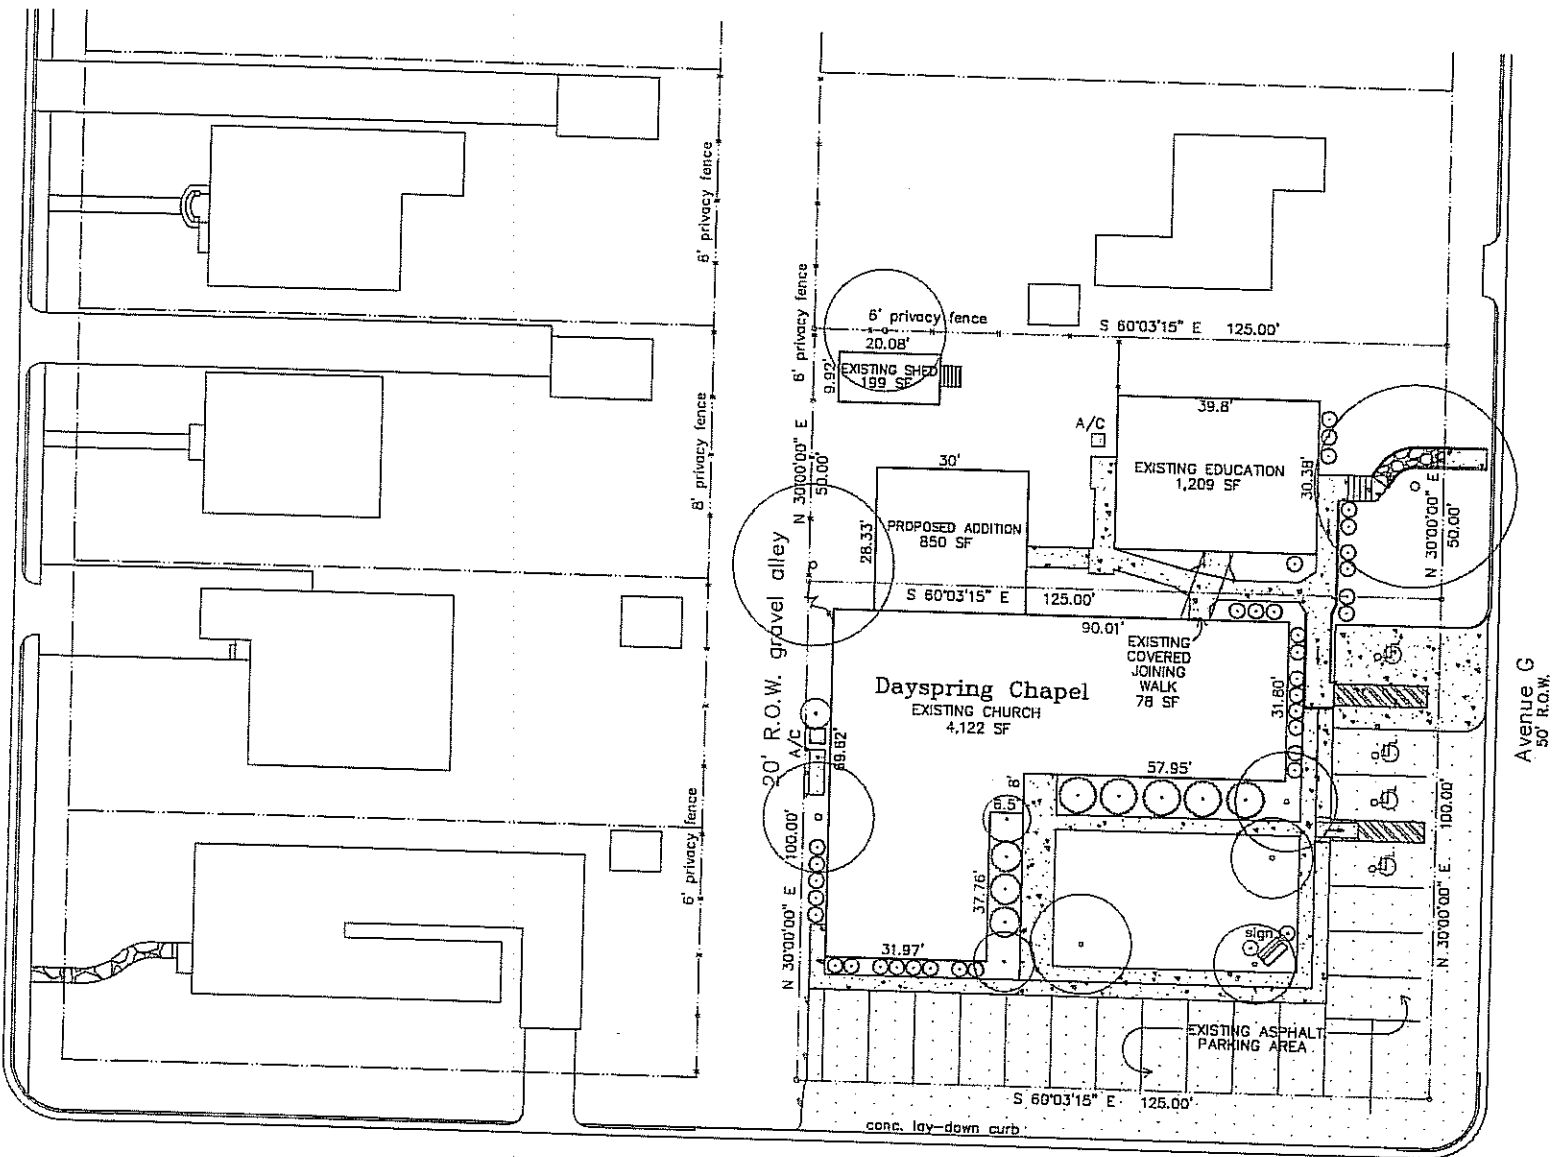 6' privacy fence
6' privacy fence
6' privacy fence
20.08'
9.92'
EXISTING SHED
199 SF
S 60°03'15" E 125.00'
8' privacy fence
N 30°00'00" E
50.00'
A/C
39.8'
EXISTING EDUCATION
1,209 SF
30.38'
N 30°00'00" E
50.00'
30'
28.33'
PROPOSED ADDITION
850 SF
S 60°03'15" E 125.00'
20' R.O.W. gravel alley
90.01'
EXISTING
COVERED
JOINING
WALK
78 SF
Dayspring Chapel
EXISTING CHURCH
4,122 SF
31.80'
A/C
69.62'
57.95'
8'
6.5'
37.76'
31.97'
6' privacy fence
N 30°00'00" E 100.00'
sign
N 30°00'00" E 100.00'
Avenue G
50' R.O.W.
EXISTING ASPHALT
PARKING AREA
S 60°03'15" E 125.00'
conc. lay-down curb